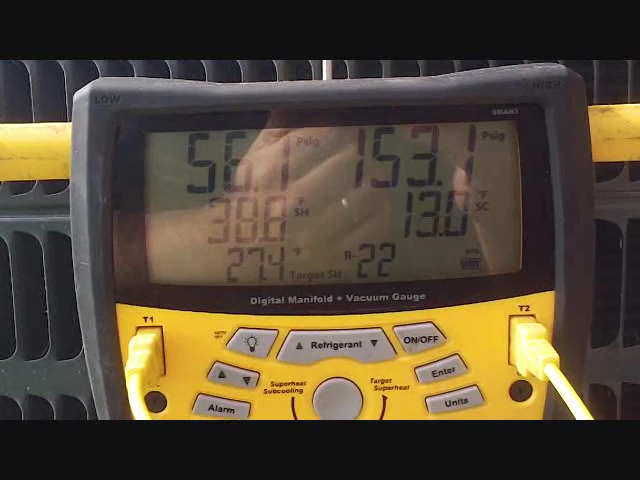 LOW HIGH
SMAN3
56.1 Psig 153.1 Psig
38.8 °F SH 13.0 °F SC
27.4 °F Target SH R-22
Digital Manifold + Vacuum Gauge
T1 T2
▲ Refrigerant ▼ ON/OFF
Enter
Superheat Target
Subcooling Superheat
Alarm Units